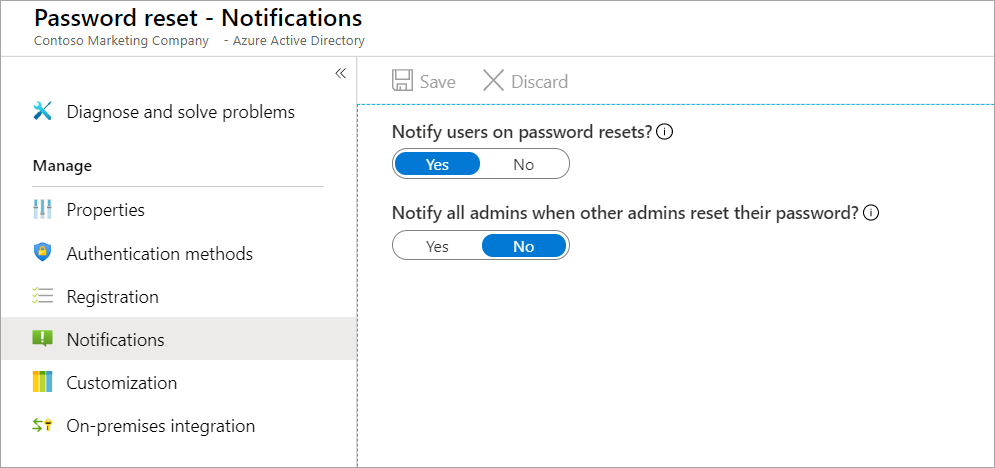 Password reset - Notifications
Contoso Marketing Company - Azure Active Directory
Diagnose and solve problems
Manage
Properties
Authentication methods
Registration
Notifications
Customization
On-premises integration
Save Discard
Notify users on password resets?
Yes No
Notify all admins when other admins reset their password?
Yes No